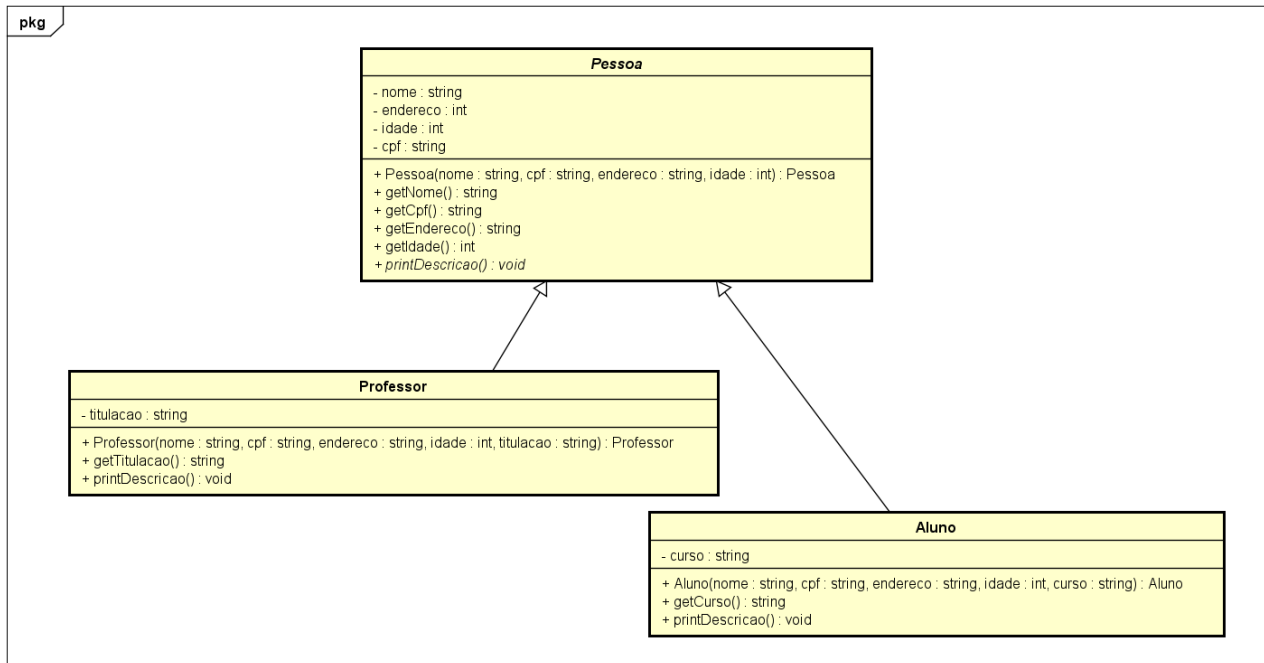 pkg
Pessoa
- nome : string
- endereco : int
- idade : int
- cpf : string
+ Pessoa(nome : string, cpf : string, endereco : string, idade : int) : Pessoa
+ getNome() : string
+ getCpf() : string
+ getEndereco() : string
+ getIdade() : int
+ printDescricao() : void
Professor
- titulacao : string
+ Professor(nome : string, cpf : string, endereco : string, idade : int, titulacao : string) : Professor
+ getTitulacao() : string
+ printDescricao() : void
Aluno
- curso : string
+ Aluno(nome : string, cpf : string, endereco : string, idade : int, curso : string) : Aluno
+ getCurso() : string
+ printDescricao() : void